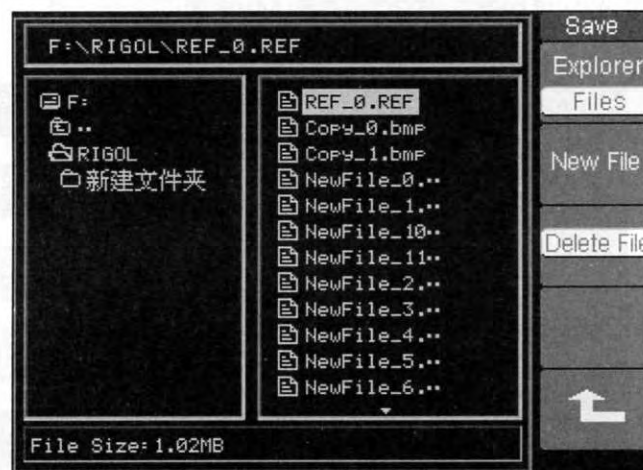 F:\RIGOL\REF_0.REF
F:
..
RIGOL
新建文件夹
REF_0.REF
Copy_0.bmp
Copy_1.bmp
NewFile_0...
NewFile_1...
NewFile_10..
NewFile_11..
NewFile_2...
NewFile_3...
NewFile_4...
NewFile_5...
NewFile_6...
File Size:1.02MB
Save
Explorer
Files
New File
Delete File